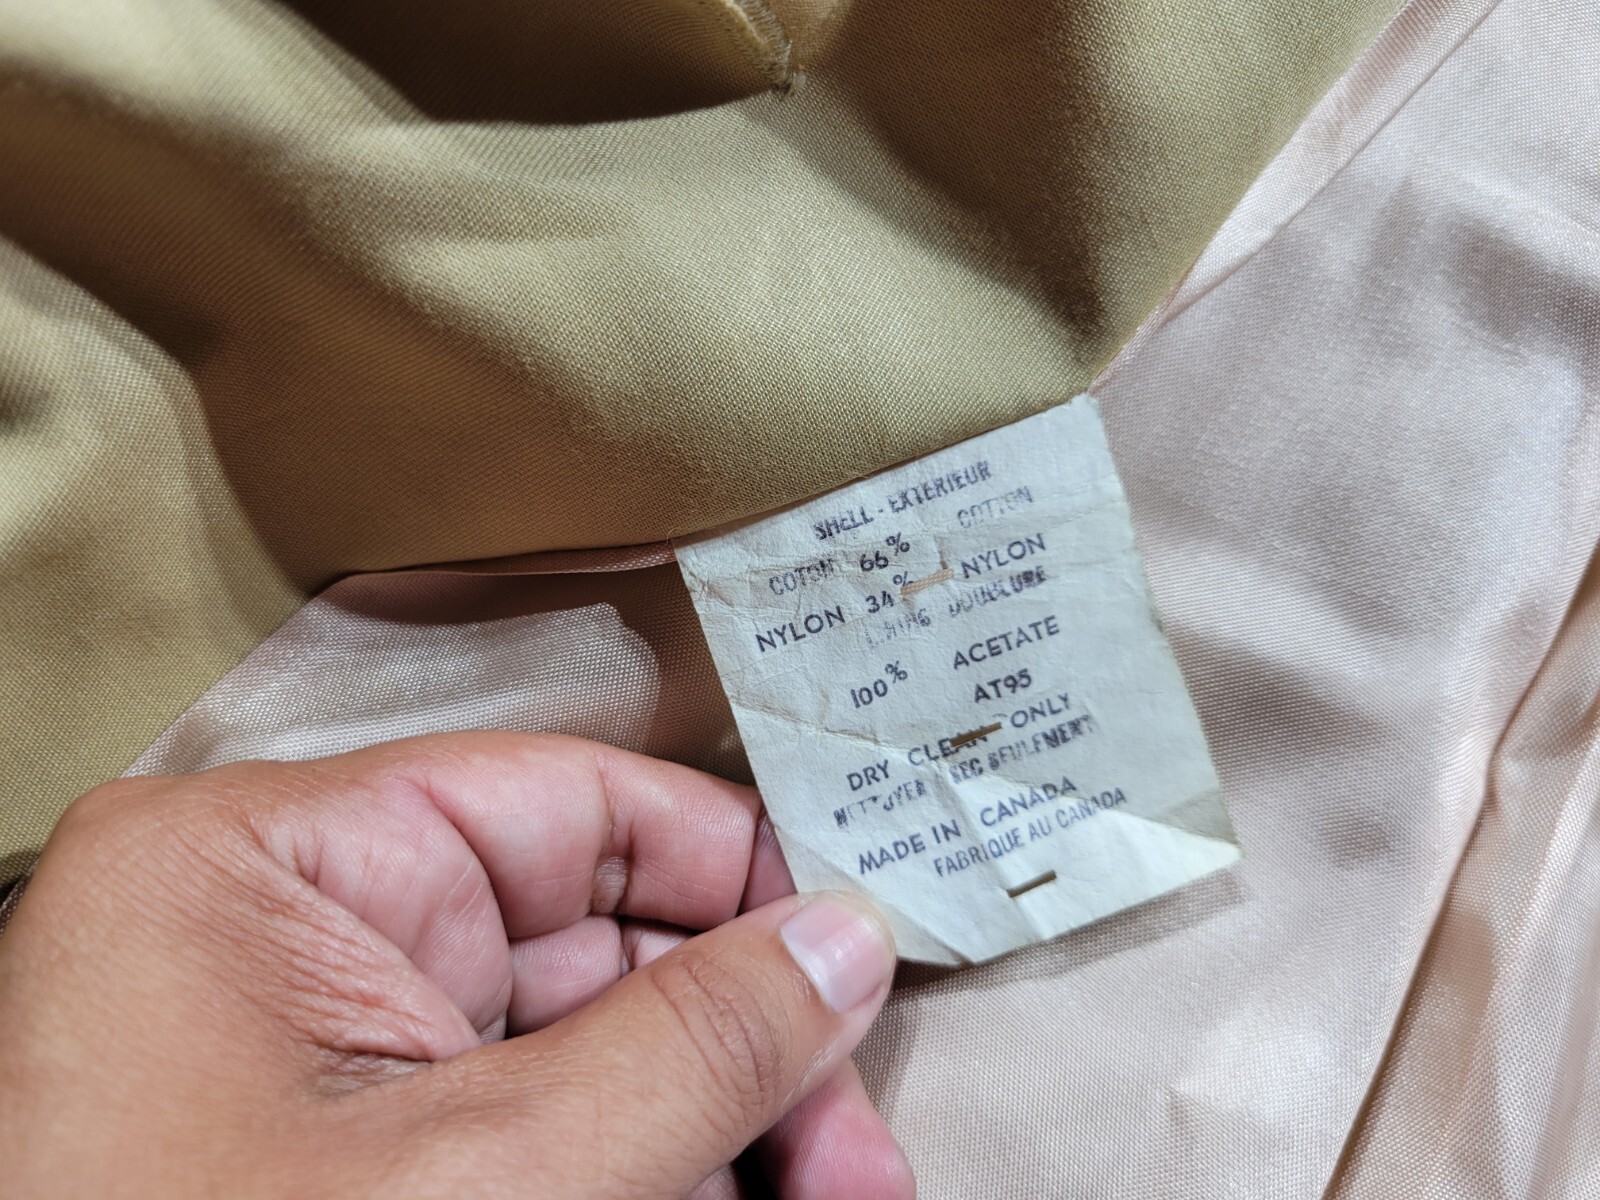 SHELL - EXTERIEUR
COTON 66% COTTON
NYLON 34% NYLON
LINING DOUBLURE
100% ACETATE
AT95
DRY CLEAN ONLY
NETTOYER SEC SEULEMENT
MADE IN CANADA
FABRIQUE AU CANADA